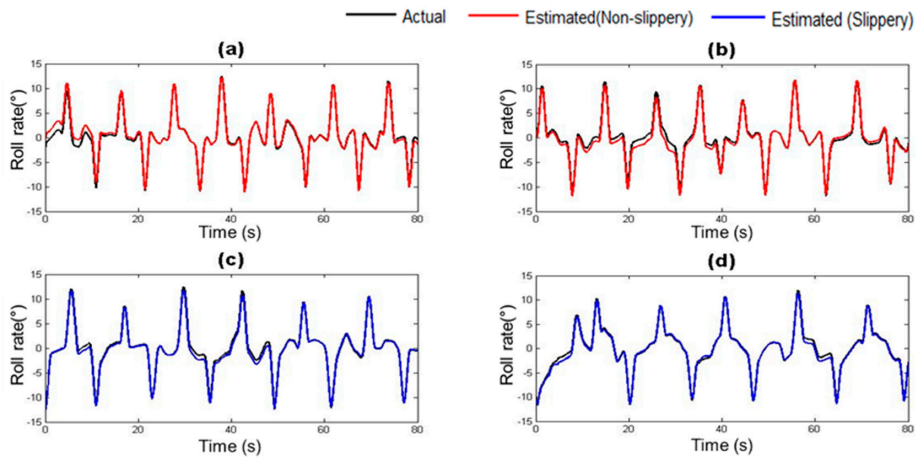 Actual Estimated(Non-slippery) Estimated (Slippery)
(a) (b)
Roll rate(°) 15 10 5 0 -5 -10 -15
0 20 40 60 80
Time (s)
Roll rate(°) 15 10 5 0 -5 -10 -15
0 20 40 60 80
Time (s)
(c) (d)
Roll rate(°) 15 10 5 0 -5 -10 -15
0 20 40 60 80
Time (s)
Roll rate(°) 15 10 5 0 -5 -10 -15
0 20 40 60 80
Time (s)